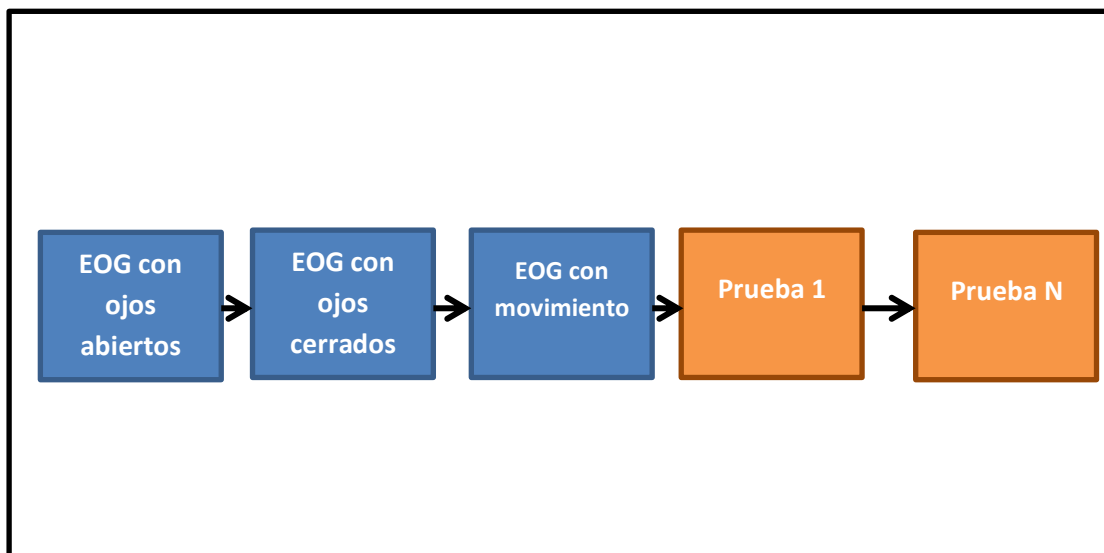 EOG con
ojos
abiertos
EOG con
ojos
cerrados
EOG con
movimiento
Prueba 1
Prueba N